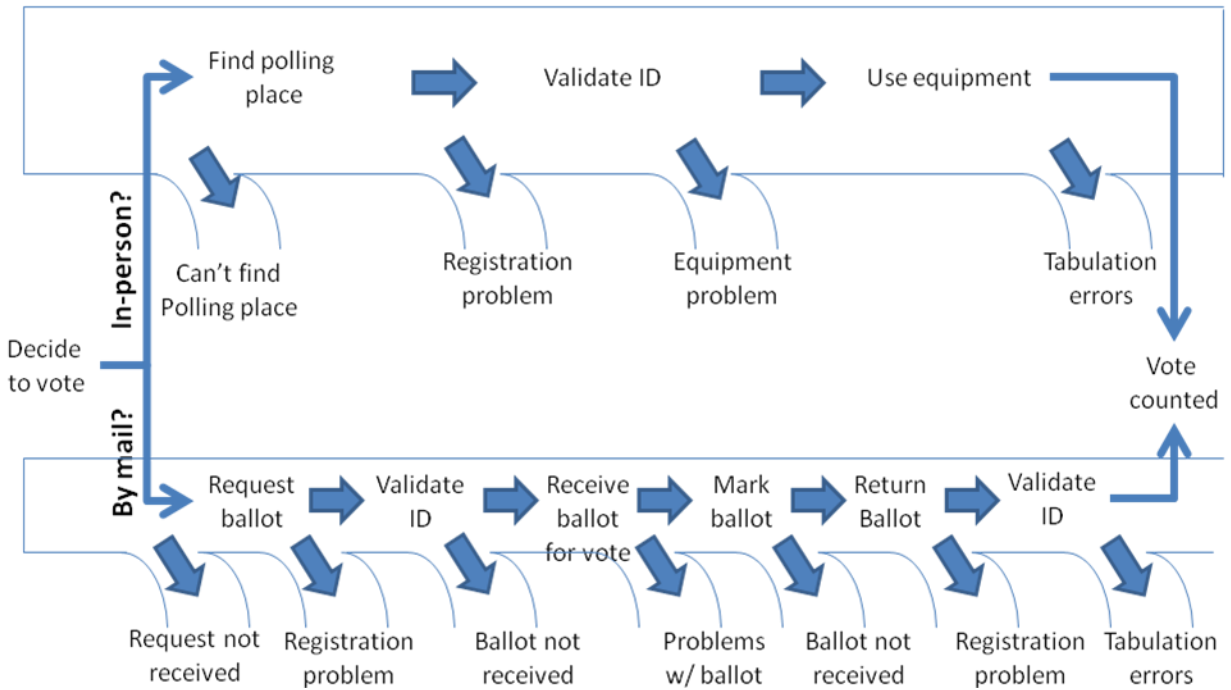 Find polling
place
Validate ID
Use equipment
Can't find
Polling place
Registration
problem
Equipment
problem
Tabulation
errors
In-person?
Decide
to vote
By mail?
Vote
counted
Request
ballot
Validate
ID
Receive
ballot
for vote
Mark
ballot
Return
Ballot
Validate
ID
Request not
received
Registration
problem
Ballot not
received
Problems
w/ ballot
Ballot not
received
Registration
problem
Tabulation
errors